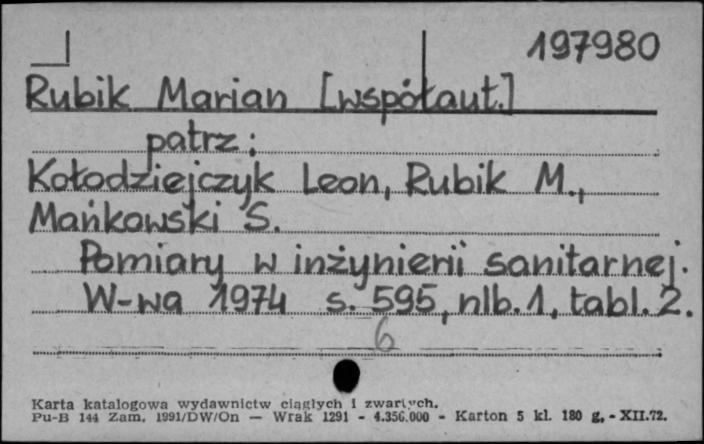 197980
Rubik Marian [współaut.]
patrz:
Kołodziejczyk Leon, Rubik M.,
Mańkowski S.
Pomiary w inżynierii sanitarnej.
W-wa 1974 s. 595, nlb. 1, tabl. 2.
6
Karta katalogowa wydawnictw ciągłych i zwartych.
Pu-B 144 Zam. 1991/DW/On — Wrak 1291 - 4.356.000 - Karton 5 kl. 180 g. - XII.72.